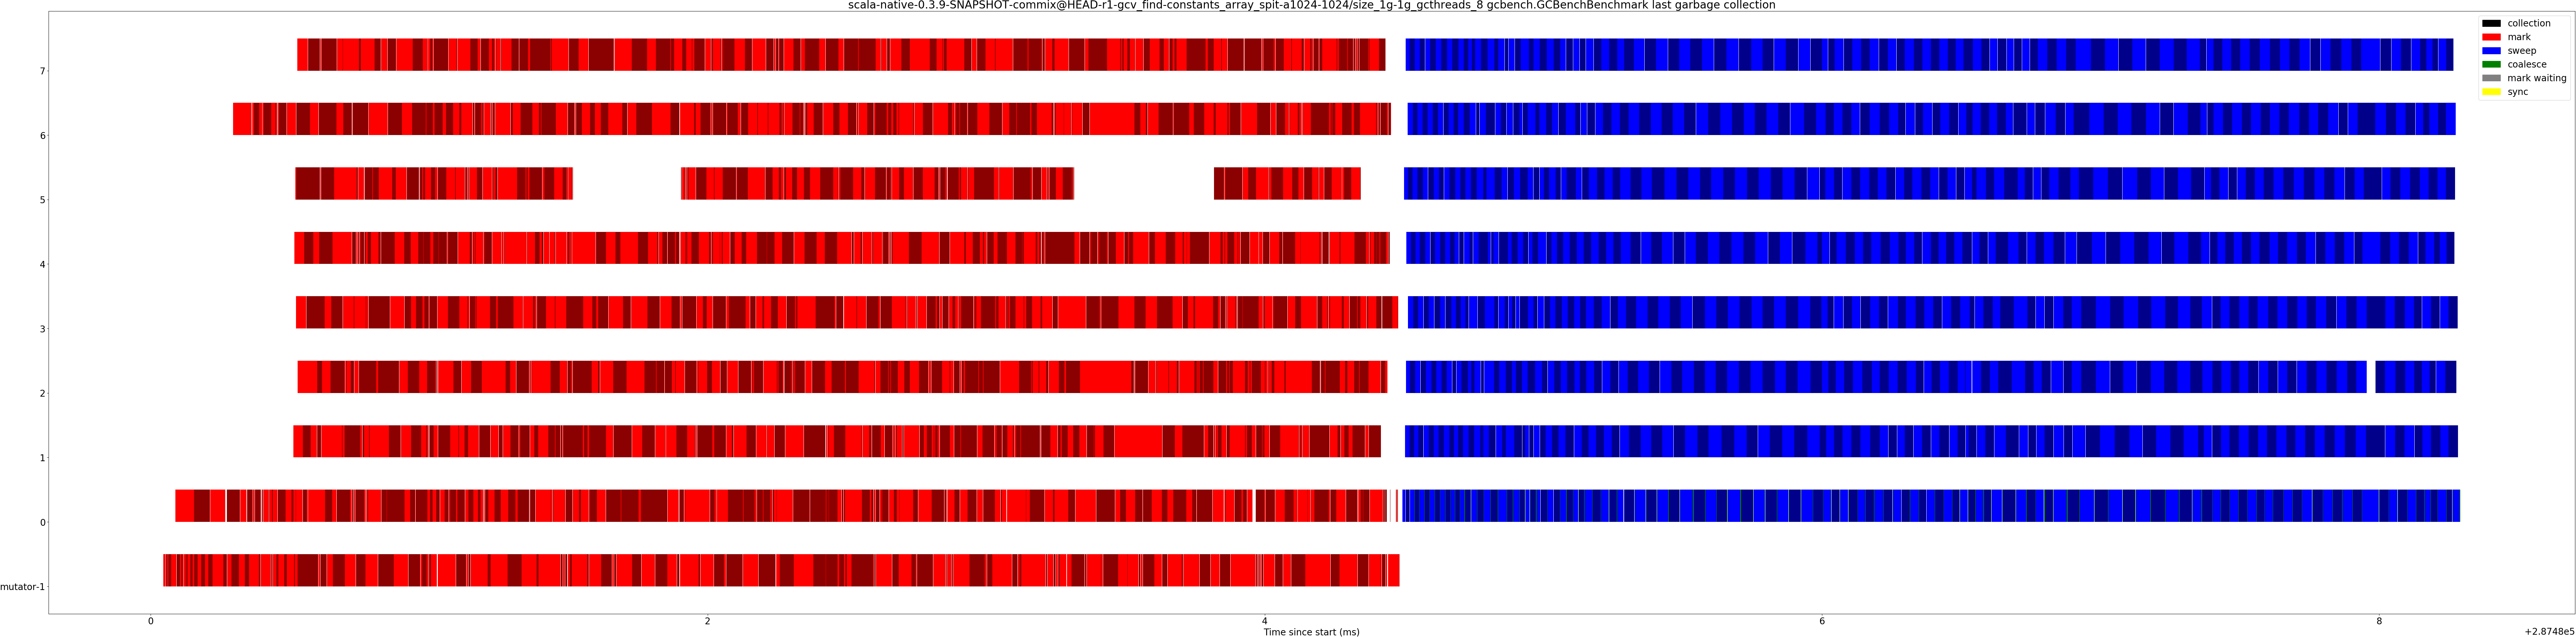 scala-native-0.3.9-SNAPSHOT-commix@HEAD-r1-gcv_find-constants_array_spit-a1024-1024/size_1g-1g_gcthreads_8 gcbench.GCBenchBenchmark last garbage collection
collection
mark
sweep
coalesce
mark waiting
sync
7
6
5
4
3
2
1
0
mutator-1
0 2 4 6 8
Time since start (ms)
+2.8748e5